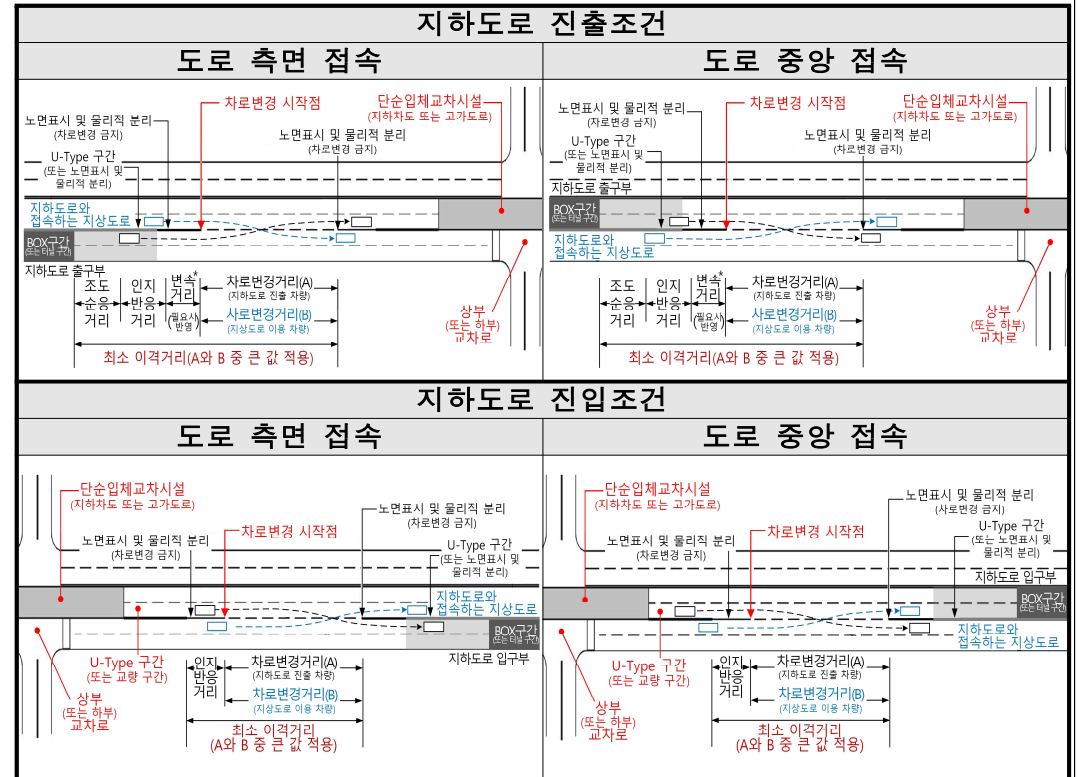 지하도로 진출조건
도로 측면 접속
도로 중앙 접속
차로변경 시작점
단순입체교차시설
(지하차도 또는 고가도로)
노면표시 및 물리적 분리
(차로변경 금지)
노면표시 및 물리적 분리
(차로변경 금지)
U-Type 구간
(또는 노면표시 및
물리적 분리)
지하도로와
접속하는 지상도로
BOX구간
(또는 터널 구간)
지하도로 출구부
조도
순응
거리
인지
반응
거리
변속*
거리
(필요시
반영)
차로변경거리(A)
(지하도로 진출 차량)
차로변경거리(B)
(지상도로 이용 차량)
최소 이격거리(A와 B 중 큰 값 적용)
상부
(또는 하부)
교차로
차로변경 시작점
단순입체교차시설
(지하차도 또는 고가도로)
노면표시 및 물리적 분리
(차로변경 금지)
노면표시 및 물리적 분리
(차로변경 금지)
U-Type 구간
(또는 노면표시 및
물리적 분리)
지하도로 출구부
BOX구간
(또는 터널 구간)
지하도로와
접속하는 지상도로
조도
순응
거리
인지
반응
거리
변속*
거리
(필요시
반영)
차로변경거리(A)
(지하도로 진출 차량)
차로변경거리(B)
(지상도로 이용 차량)
최소 이격거리(A와 B 중 큰 값 적용)
상부
(또는 하부)
교차로
지하도로 진입조건
도로 측면 접속
도로 중앙 접속
단순입체교차시설
(지하차도 또는 고가도로)
노면표시 및 물리적 분리
(차로변경 금지)
차로변경 시작점
노면표시 및 물리적 분리
(차로변경 금지)
U-Type 구간
(또는 노면표시 및
물리적 분리)
지하도로와
접속하는 지상도로
BOX구간
(또는 터널 구간)
지하도로 입구부
U-Type 구간
(또는 교량 구간)
인지
반응
거리
차로변경거리(A)
(지하도로 진출 차량)
차로변경거리(B)
(지상도로 이용 차량)
상부
(또는 하부)
교차로
최소 이격거리
(A와 B 중 큰 값 적용)
단순입체교차시설
(지하차도 또는 고가도로)
노면표시 및 물리적 분리
(차로변경 금지)
차로변경 시작점
노면표시 및 물리적 분리
(차로변경 금지)
U-Type 구간
(또는 노면표시 및
물리적 분리)
지하도로 입구부
BOX구간
(또는 터널 구간)
지하도로와
접속하는 지상도로
U-Type 구간
(또는 교량 구간)
인지
반응
거리
차로변경거리(A)
(지하도로 진출 차량)
차로변경거리(B)
(지상도로 이용 차량)
상부
(또는 하부)
교차로
최소 이격거리
(A와 B 중 큰 값 적용)